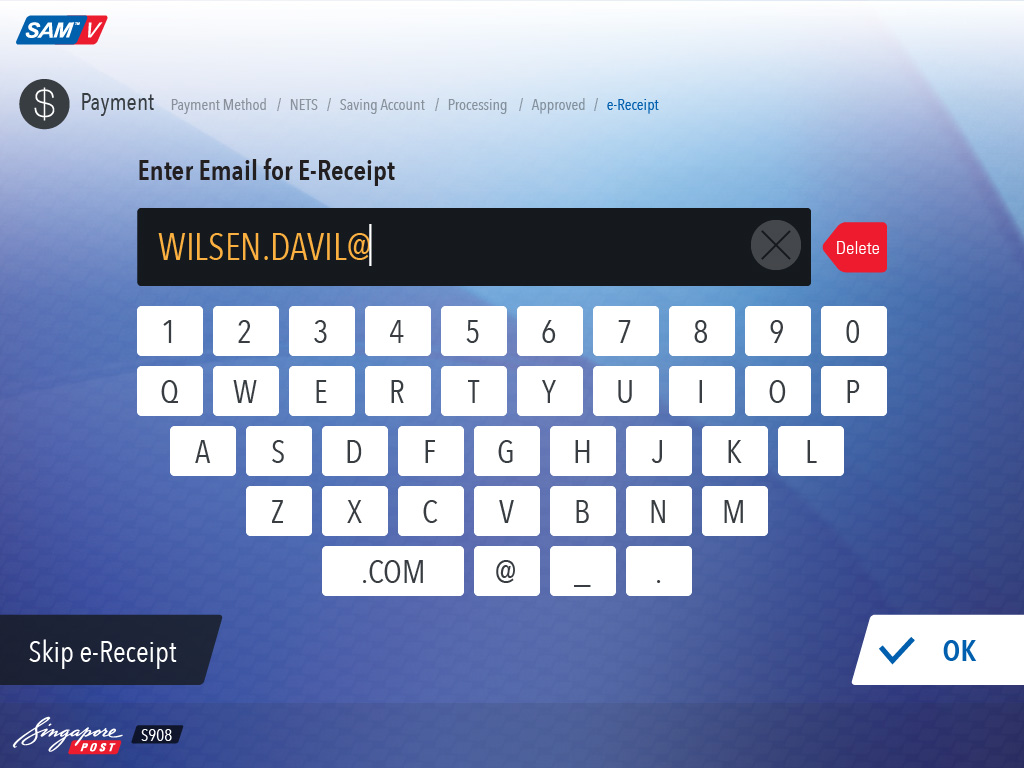 SAM™ V
$ Payment Payment Method / NETS / Saving Account / Processing / Approved / e-Receipt
Enter Email for E-Receipt
WILSEN.DAVIL@
Delete
1 2 3 4 5 6 7 8 9 0
Q W E R T Y U I O P
A S D F G H J K L
Z X C V B N M
.COM @ _ .
Skip e-Receipt
OK
Singapore POST S908